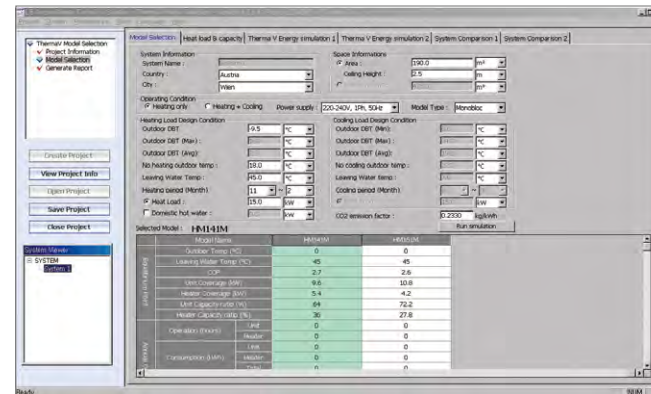 ThermaV Model Selection
Project Information
Model Selection
Generate Report
Create Project
View Project Info
Open Project
Save Project
Close Project
System Viewer
SYSTEM
System 1
Model Selection Heat load & capacity Therma V Energy simulation 1 Therma V Energy simulation 2 System Comparsion 1 System Comparsion 2
System Information
System Name :
Country : Austria
City : Wien
Space Informations
Area : 190.0 m²
Ceiling Height : 2.5 m
m³
Operating Condition
Heating only Heating + Cooling Power supply : 220-240V, 1Ph, 50Hz Model Type : Monobloc
Heating Load Design Condition
Outdoor DBT -9.5 ℃
Outdoor DBT (Max) : ℃
Outdoor DBT (Avg) ℃
No heating outdoor temp : 18.0 ℃
Leaving Water Temp : 45.0 ℃
Heating period (Month) 11 ~ 2
Heat Load : 15.0 kW
Domestic hot water : kW
Cooling Load Design Condition
Outdoor DBT (Min): ℃
Outdoor DBT (Max) : ℃
Outdoor DBT (Avg): ℃
No cooling outdoor temp : ℃
Leaving Water temp : ℃
Cooling period (Month) ~
kW
CO2 emission factor : 0.2330 kg/kwh
Run simulation
Selected Model : HM141M
Model Name HM141M
Outdoor Temp (℃) 0 0
Leaving Water Temp (℃) 45 45
COP 2.7 2.6
Unit Coverage (kW) 9.6 10.8
Heater Coverage (kW) 5.4 4.2
Unit Capacity ratio (%) 64 72.2
Heater Capacity ratio (%) 36 27.8
Operation (hours) Unit 0 0
Heater 0 0
Consumption (kWh) Unit 0 0
Heater 0 0
Total 0 0
Ready NUM